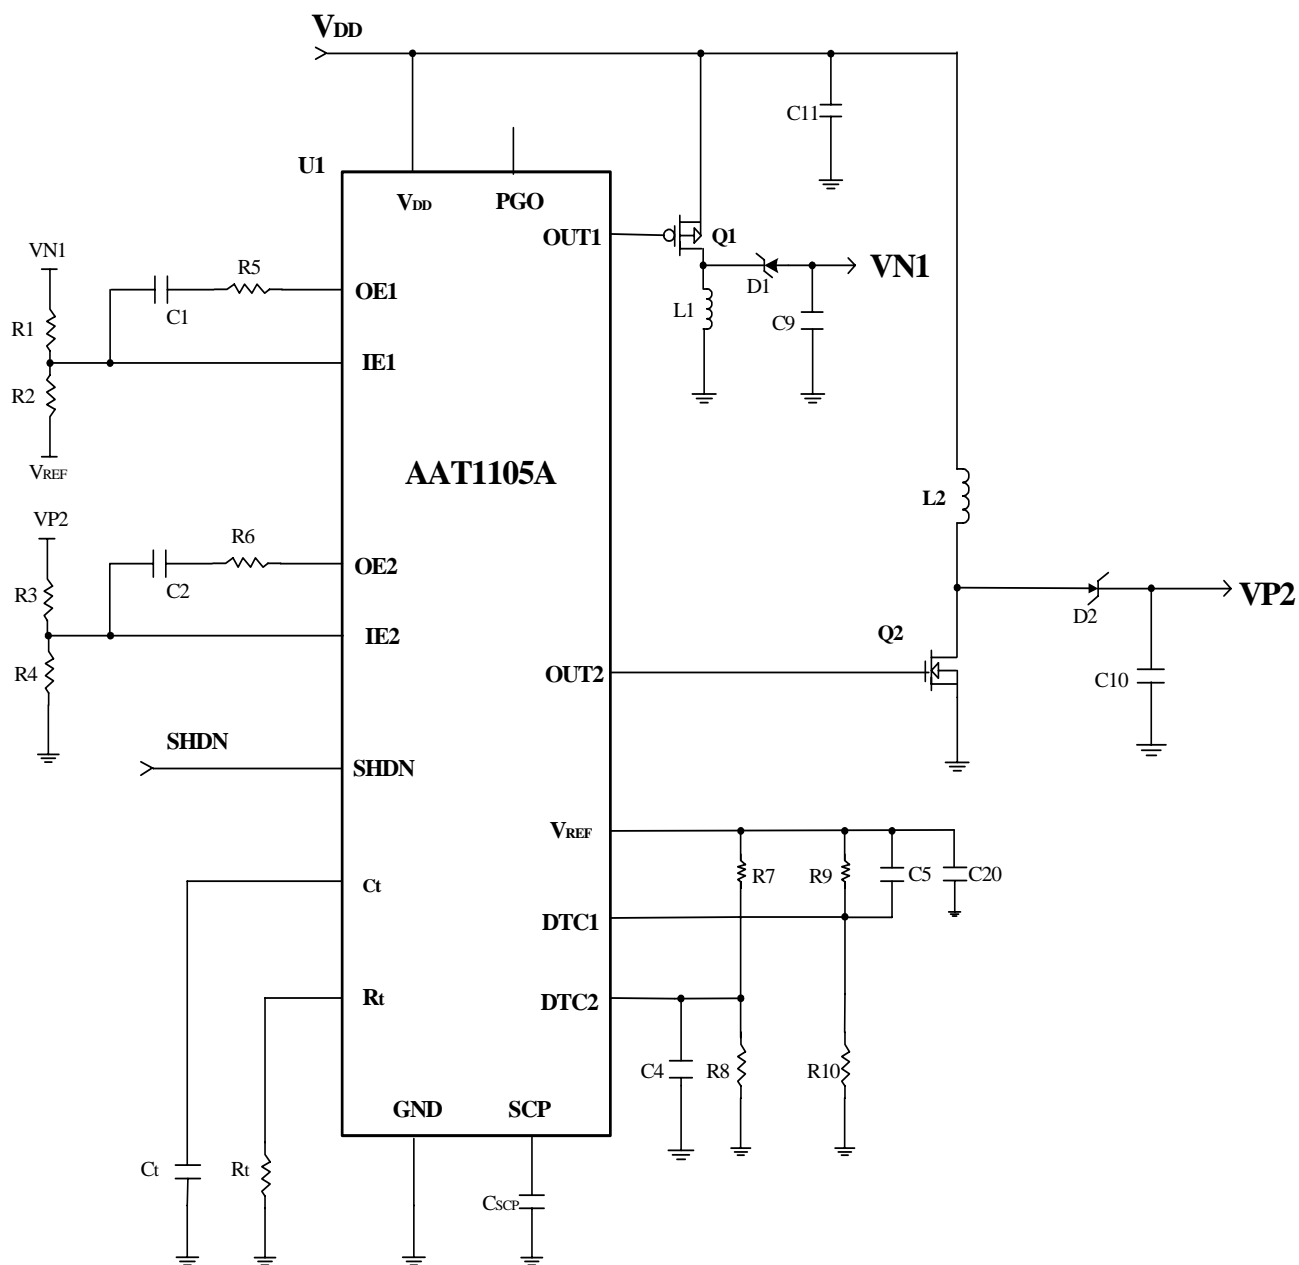 VDD
C11
U1
VDD
PGO
OUT1
Q1
VN1
R5
OE1
D1
VN1
C1
L1
C9
R1
IE1
R2
VREF
AAT1105A
L2
VP2
R6
OE2
C2
R3
D2
VP2
IE2
Q2
R4
OUT2
C10
SHDN
SHDN
VREF
R7
R9
C5
C20
Ct
DTC1
Rt
DTC2
C4
R8
R10
GND
SCP
Ct
Rt
CSCP